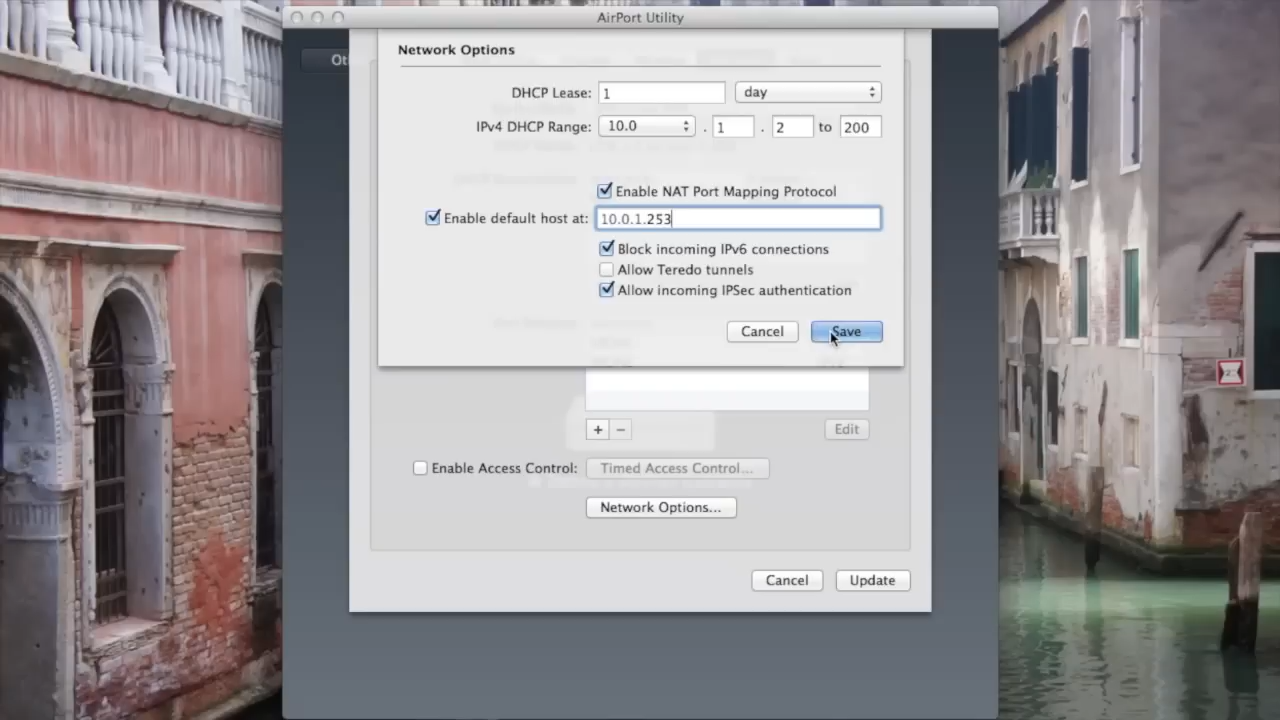 AirPort Utility
Ot
Network Options
DHCP Lease: 1 day
IPv4 DHCP Range: 10.0 . 1 . 2 to 200
Enable NAT Port Mapping Protocol
Enable default host at: 10.0.1.253
Block incoming IPv6 connections
Allow Teredo tunnels
Allow incoming IPSec authentication
Cancel Save
+ − Edit
Enable Access Control: Timed Access Control...
Network Options...
Cancel Update